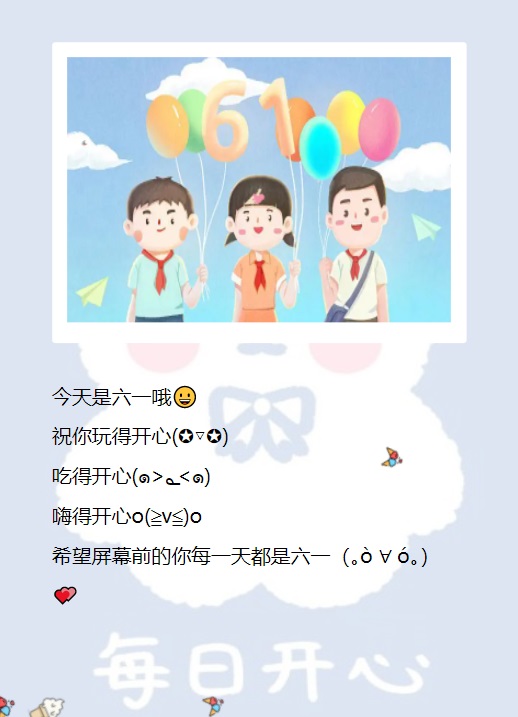 61
今天是六一哦😀
祝你玩得开心(✪▽✪)
吃得开心(๑>؂<๑)
嗨得开心o(≧v≦)o
希望屏幕前的你每一天都是六一（｡ò ∀ ó｡）
💕
每日开心